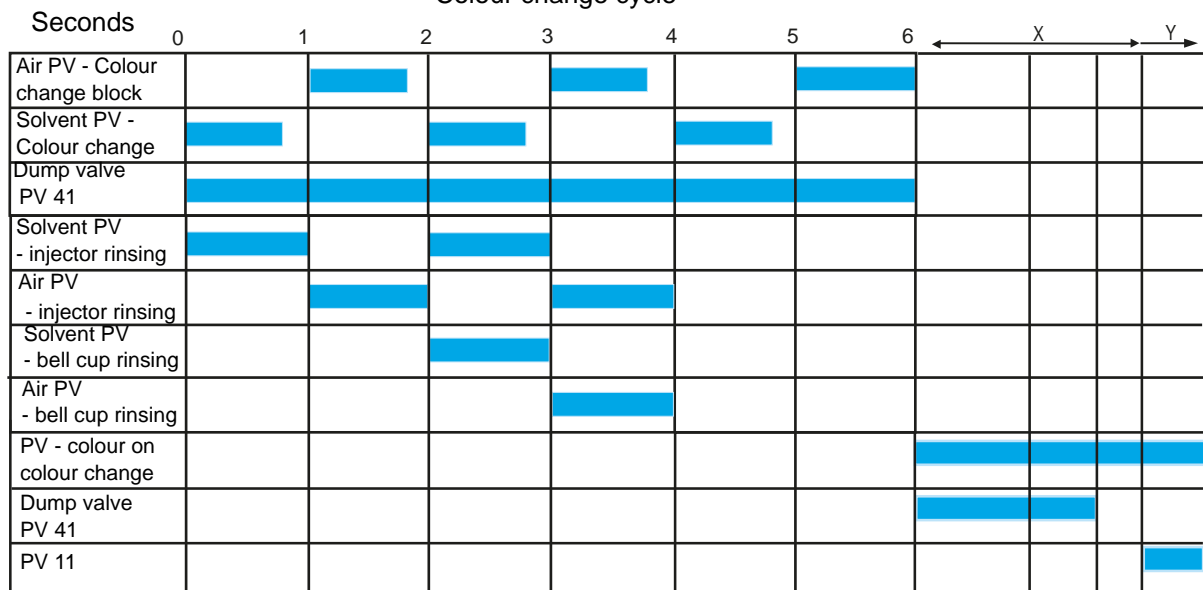 Colour change cycle
Seconds
0 1 2 3 4 5 6 X Y
Air PV - Colour
change block
Solvent PV -
Colour change
Dump valve
PV 41
Solvent PV
- injector rinsing
Air PV
- injector rinsing
Solvent PV
- bell cup rinsing
Air PV
- bell cup rinsing
PV - colour on
colour change
Dump valve
PV 41
PV 11